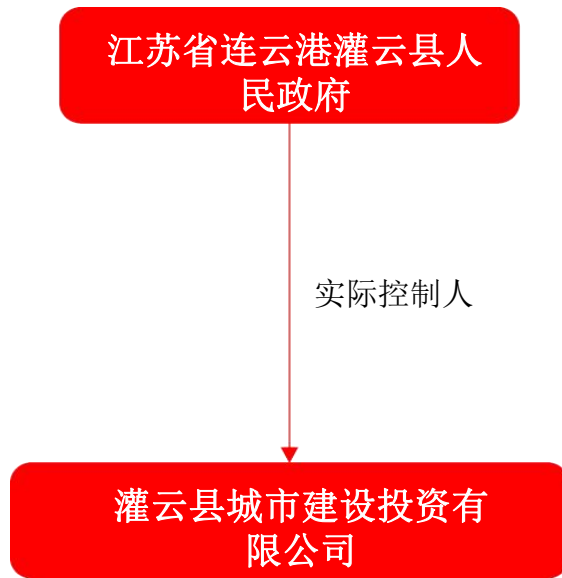 江苏省连云港灌云县人
民政府
实际控制人
灌云县城市建设投资有
限公司